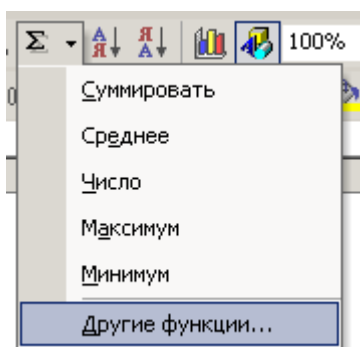 Σ А Я Я А 100%
Суммировать
Среднее
Число
Максимум
Минимум
Другие функции...